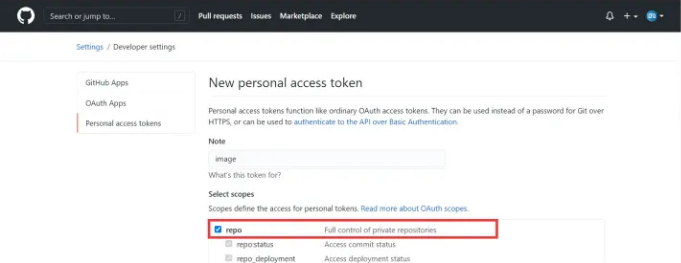 Search or jump to... /
Pull requests Issues Marketplace Explore
Settings / Developer settings
GitHub Apps
OAuth Apps
Personal access tokens
New personal access token
Personal access tokens function like ordinary OAuth access tokens. They can be used instead of a password for Git over
HTTPS, or can be used to authenticate to the API over Basic Authentication.
Note
image
What's this token for?
Select scopes
Scopes define the access for personal tokens. Read more about OAuth scopes.
repo Full control of private repositories
repo:status Access commit status
repo_deployment Access deployment status